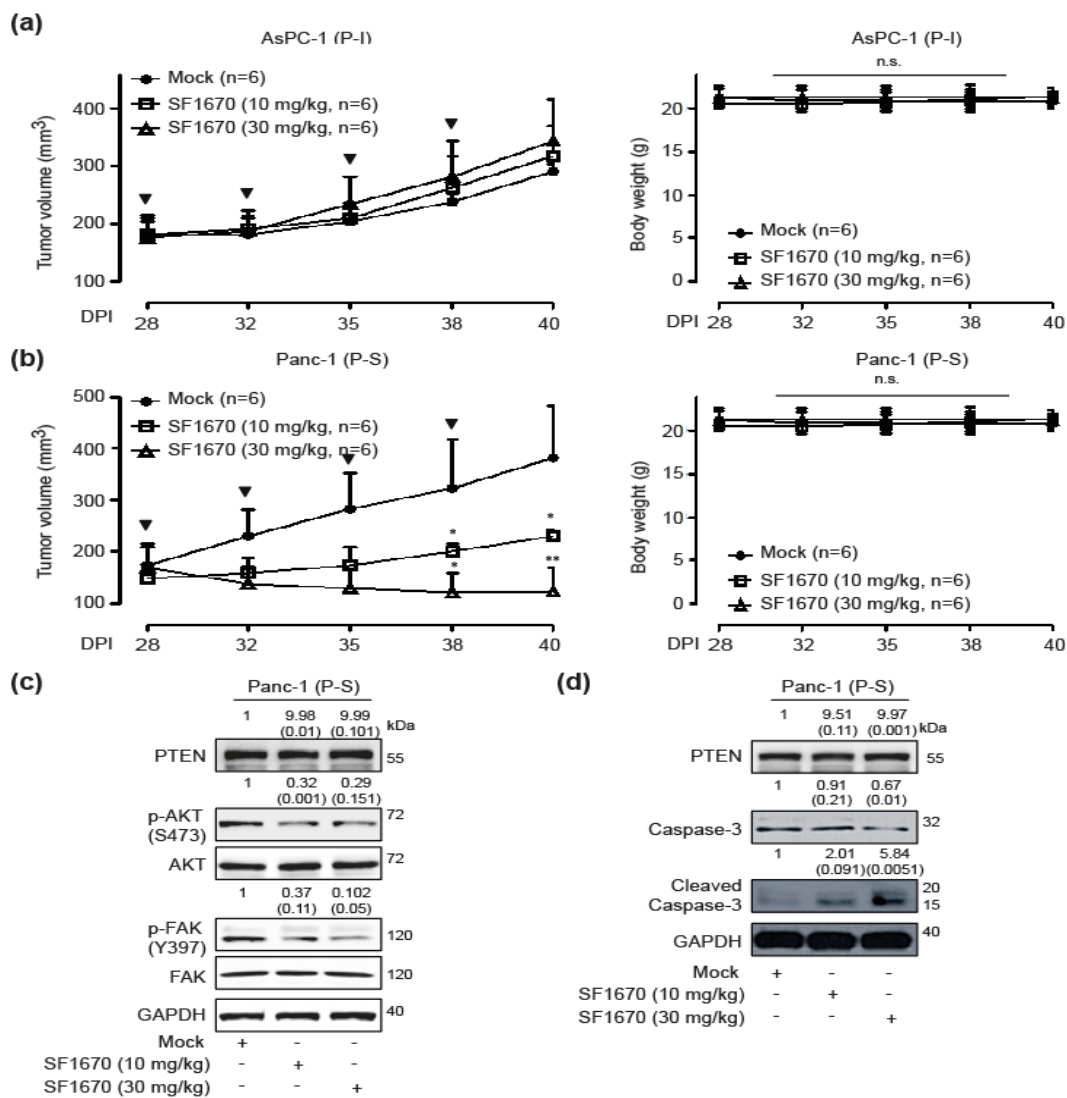 (a)
AsPC-1 (P-I)
Mock (n=6)
SF1670 (10 mg/kg, n=6)
SF1670 (30 mg/kg, n=6)
Tumor volume (mm3)
400
300
200
100
DPI
28 32 35 38 40
AsPC-1 (P-I)
n.s.
Body weight (g)
20
15
10
5
0
Mock (n=6)
SF1670 (10 mg/kg, n=6)
SF1670 (30 mg/kg, n=6)
DPI
28 32 35 38 40
(b)
Panc-1 (P-S)
Mock (n=6)
SF1670 (10 mg/kg, n=6)
SF1670 (30 mg/kg, n=6)
Tumor volume (mm3)
500
400
300
200
100
* *
* **
DPI
28 32 35 38 40
Panc-1 (P-S)
n.s.
Body weight (g)
20
15
10
5
0
Mock (n=6)
SF1670 (10 mg/kg, n=6)
SF1670 (30 mg/kg, n=6)
DPI
28 32 35 38 40
(c)
Panc-1 (P-S)
1 9.98 9.99 kDa
(0.01) (0.101)
PTEN 55
1 0.32 0.29
(0.001) (0.151)
p-AKT 72
(S473)
AKT 72
1 0.37 0.102
(0.11) (0.05)
p-FAK 120
(Y397)
FAK 120
GAPDH 40
Mock + - -
SF1670 (10 mg/kg) - + -
SF1670 (30 mg/kg) - - +
(d)
Panc-1 (P-S)
1 9.51 9.97 kDa
(0.11) (0.001)
PTEN 55
1 0.91 0.67
(0.21) (0.01)
Caspase-3 32
1 2.01 5.84
(0.091) (0.0051)
Cleaved 20
Caspase-3 15
GAPDH 40
Mock + - -
SF1670 (10 mg/kg) - + -
SF1670 (30 mg/kg) - - +